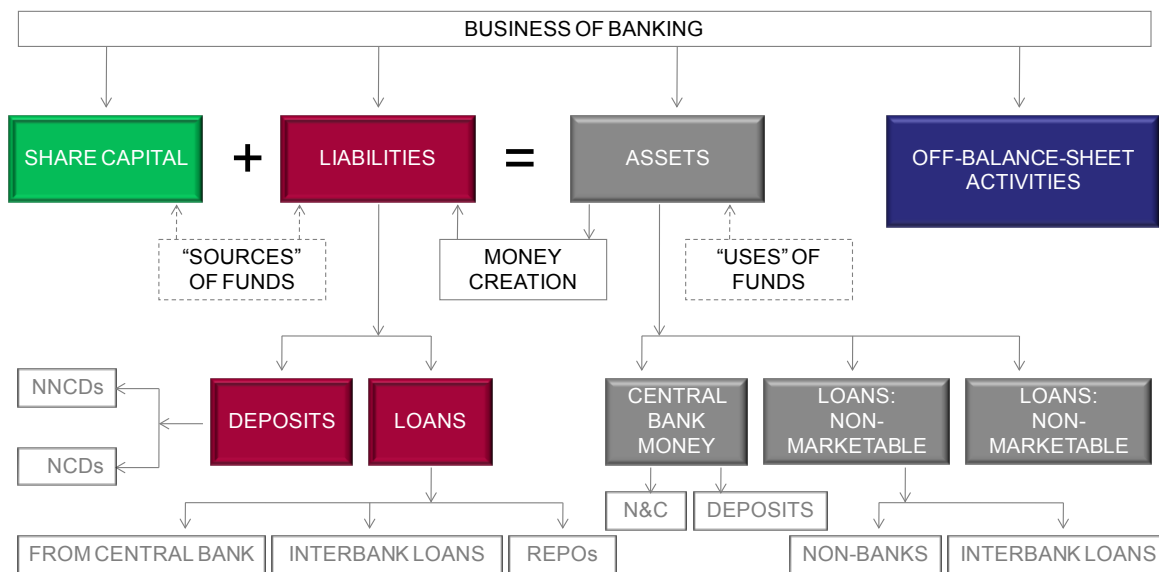 BUSINESS OF BANKING
SHARE CAPITAL
+
LIABILITIES
=
ASSETS
OFF-BALANCE-SHEET
ACTIVITIES
“SOURCES”
OF FUNDS
MONEY
CREATION
“USES” OF
FUNDS
NNCDs
NCDs
DEPOSITS
LOANS
CENTRAL
BANK
MONEY
LOANS:
NON-
MARKETABLE
LOANS:
NON-
MARKETABLE
N&C
DEPOSITS
FROM CENTRAL BANK
INTERBANK LOANS
REPOs
NON-BANKS
INTERBANK LOANS